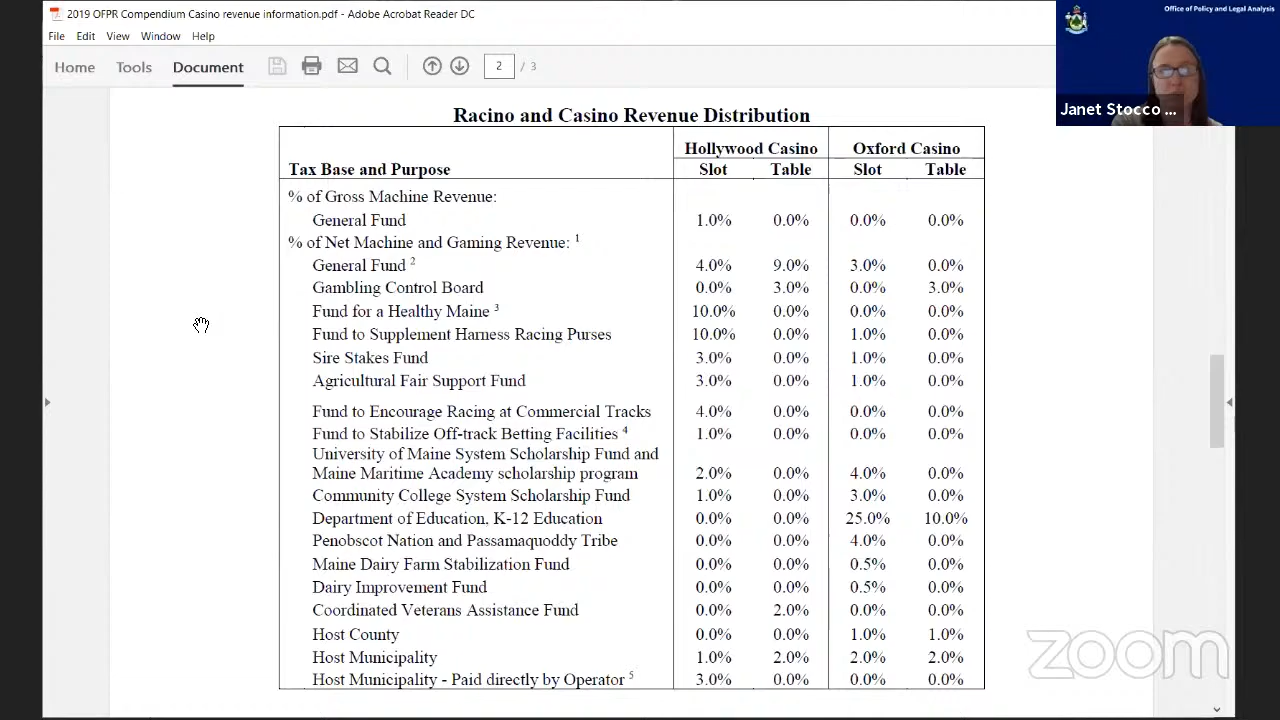 2019 OFPR Compendium Casino revenue information.pdf - Adobe Acrobat Reader DC
File Edit View Window Help
Home Tools Document 2 / 3
Office of Policy and Legal Analysis
Janet Stocco ...
Racino and Casino Revenue Distribution
Hollywood Casino Oxford Casino
Tax Base and Purpose Slot Table Slot Table
% of Gross Machine Revenue:
General Fund 1.0% 0.0% 0.0% 0.0%
% of Net Machine and Gaming Revenue: 1
General Fund 2 4.0% 9.0% 3.0% 0.0%
Gambling Control Board 0.0% 3.0% 0.0% 3.0%
Fund for a Healthy Maine 3 10.0% 0.0% 0.0% 0.0%
Fund to Supplement Harness Racing Purses 10.0% 0.0% 1.0% 0.0%
Sire Stakes Fund 3.0% 0.0% 1.0% 0.0%
Agricultural Fair Support Fund 3.0% 0.0% 1.0% 0.0%
Fund to Encourage Racing at Commercial Tracks 4.0% 0.0% 0.0% 0.0%
Fund to Stabilize Off-track Betting Facilities 4 1.0% 0.0% 0.0% 0.0%
University of Maine System Scholarship Fund and
Maine Maritime Academy scholarship program 2.0% 0.0% 4.0% 0.0%
Community College System Scholarship Fund 1.0% 0.0% 3.0% 0.0%
Department of Education, K-12 Education 0.0% 0.0% 25.0% 10.0%
Penobscot Nation and Passamaquoddy Tribe 0.0% 0.0% 4.0% 0.0%
Maine Dairy Farm Stabilization Fund 0.0% 0.0% 0.5% 0.0%
Dairy Improvement Fund 0.0% 0.0% 0.5% 0.0%
Coordinated Veterans Assistance Fund 0.0% 2.0% 0.0% 0.0%
Host County 0.0% 0.0% 1.0% 1.0%
Host Municipality 1.0% 2.0% 2.0% 2.0%
Host Municipality - Paid directly by Operator 5 3.0% 0.0% 0.0% 0.0%
zoom